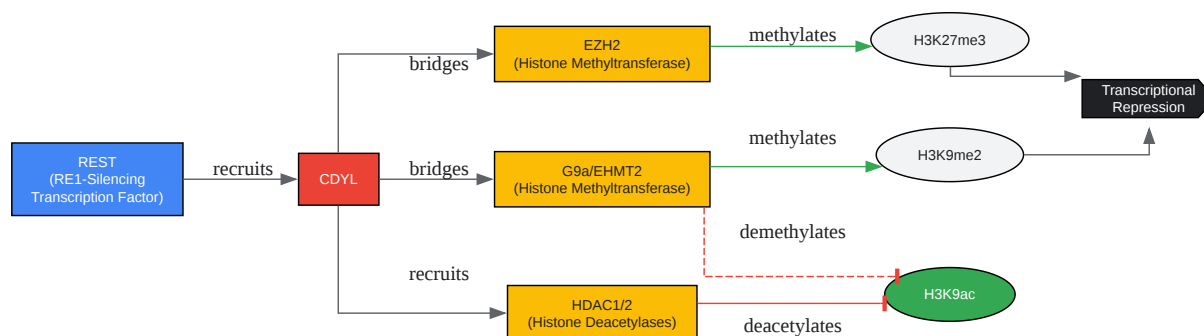 EZH2
(Histone Methyltransferase)
methylates
H3K27me3
bridges
Transcriptional
Repression
REST
(RE1-Silencing
Transcription Factor)
recruits
CDYL
bridges
G9a/EHMT2
(Histone Methyltransferase)
methylates
H3K9me2
demethylates
recruits
HDAC1/2
(Histone Deacetylases)
deacetylates
H3K9ac